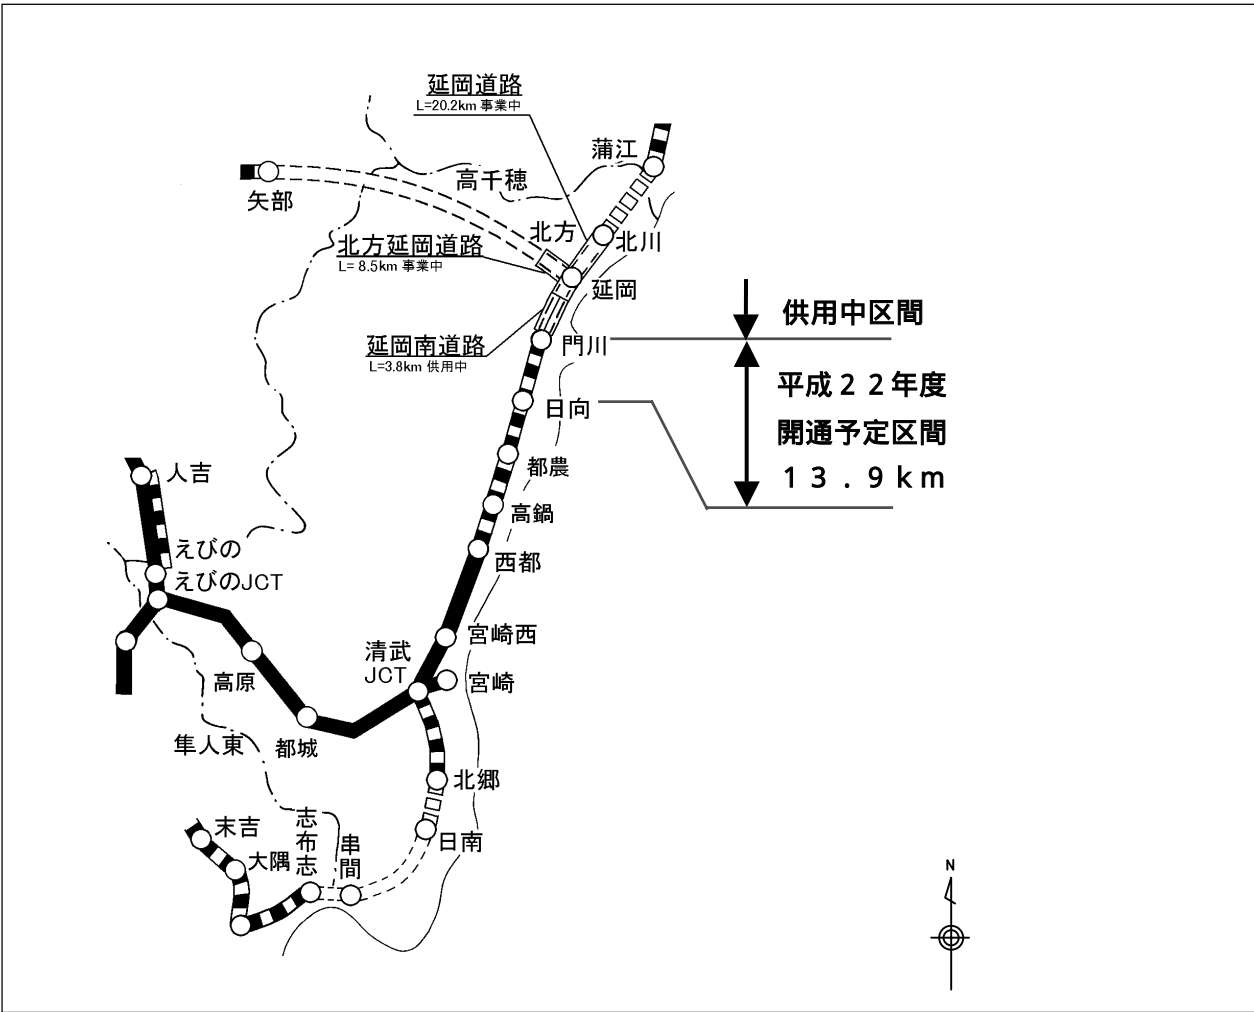 延岡道路
L=20.2km 事業中
蒲江
高千穂
矢部
北方
北川
北方延岡道路
L= 8.5km 事業中
延岡
供用中区間
延岡南道路
L=3.8km 供用中
門川
平成２２年度
開通予定区間
１３．９ｋｍ
日向
都農
人吉
高鍋
えびの
西都
えびのJCT
宮崎西
清武
JCT
宮崎
高原
隼人東
都城
北郷
末吉
志布志
串間
日南
大隅
N